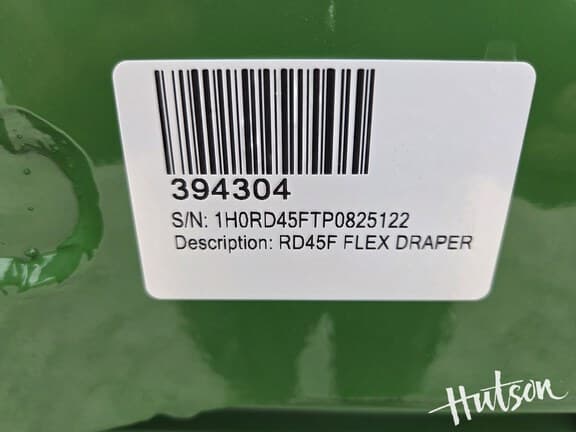 394304
S/N: 1H0RD45FTP0825122
Description: RD45F FLEX DRAPER
Hutson